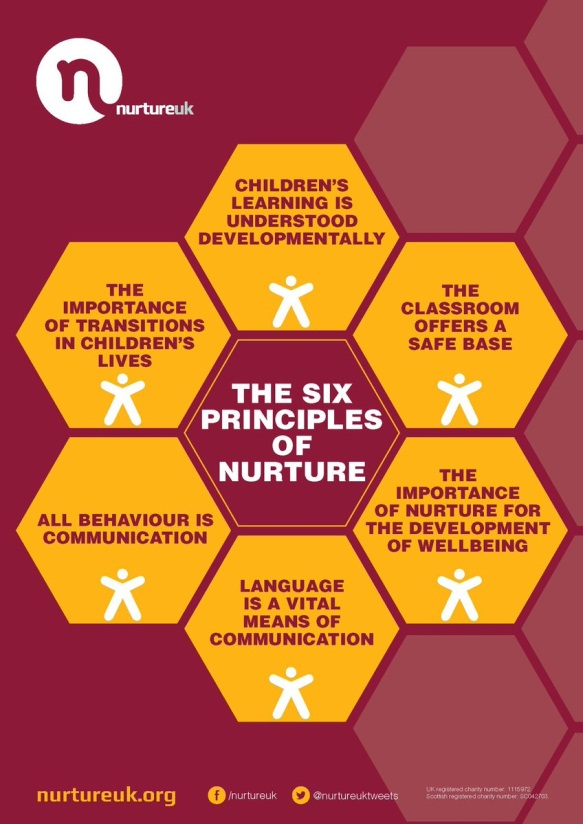 nurtureuk
CHILDREN'S
LEARNING IS
UNDERSTOOD
DEVELOPMENTALLY
THE
CLASSROOM
OFFERS A
SAFE BASE
THE
IMPORTANCE
OF NURTURE FOR
THE DEVELOPMENT
OF WELLBEING
LANGUAGE
IS A VITAL
MEANS OF
COMMUNICATION
ALL BEHAVIOUR IS
COMMUNICATION
THE
IMPORTANCE
OF TRANSITIONS
IN CHILDREN'S
LIVES
THE SIX
PRINCIPLES
OF
NURTURE
nurtureuk.org
/nurtureuk
@nurtureuktweets
UK registered charity number:
Scottish registered charity number: